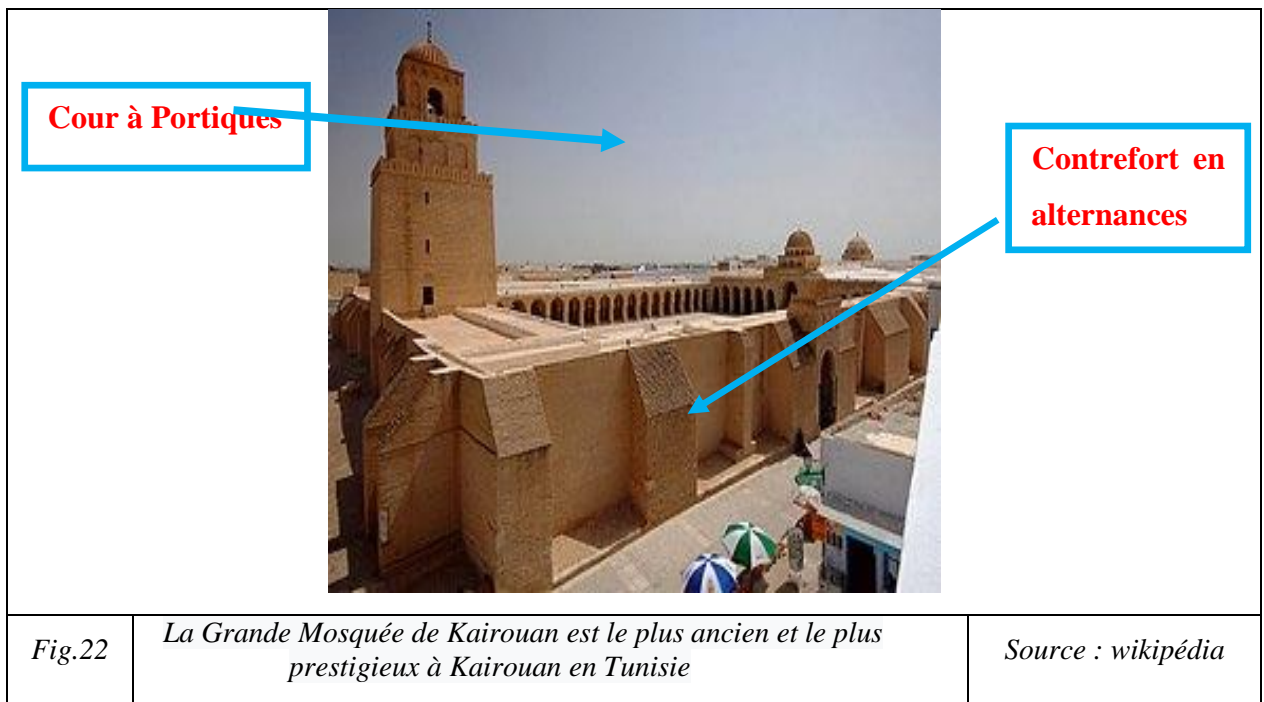 Cour à Portiques
Contrefort en
alternances
Fig.22
La Grande Mosquée de Kairouan est le plus ancien et le plus
prestigieux à Kairouan en Tunisie
Source : wikipédia